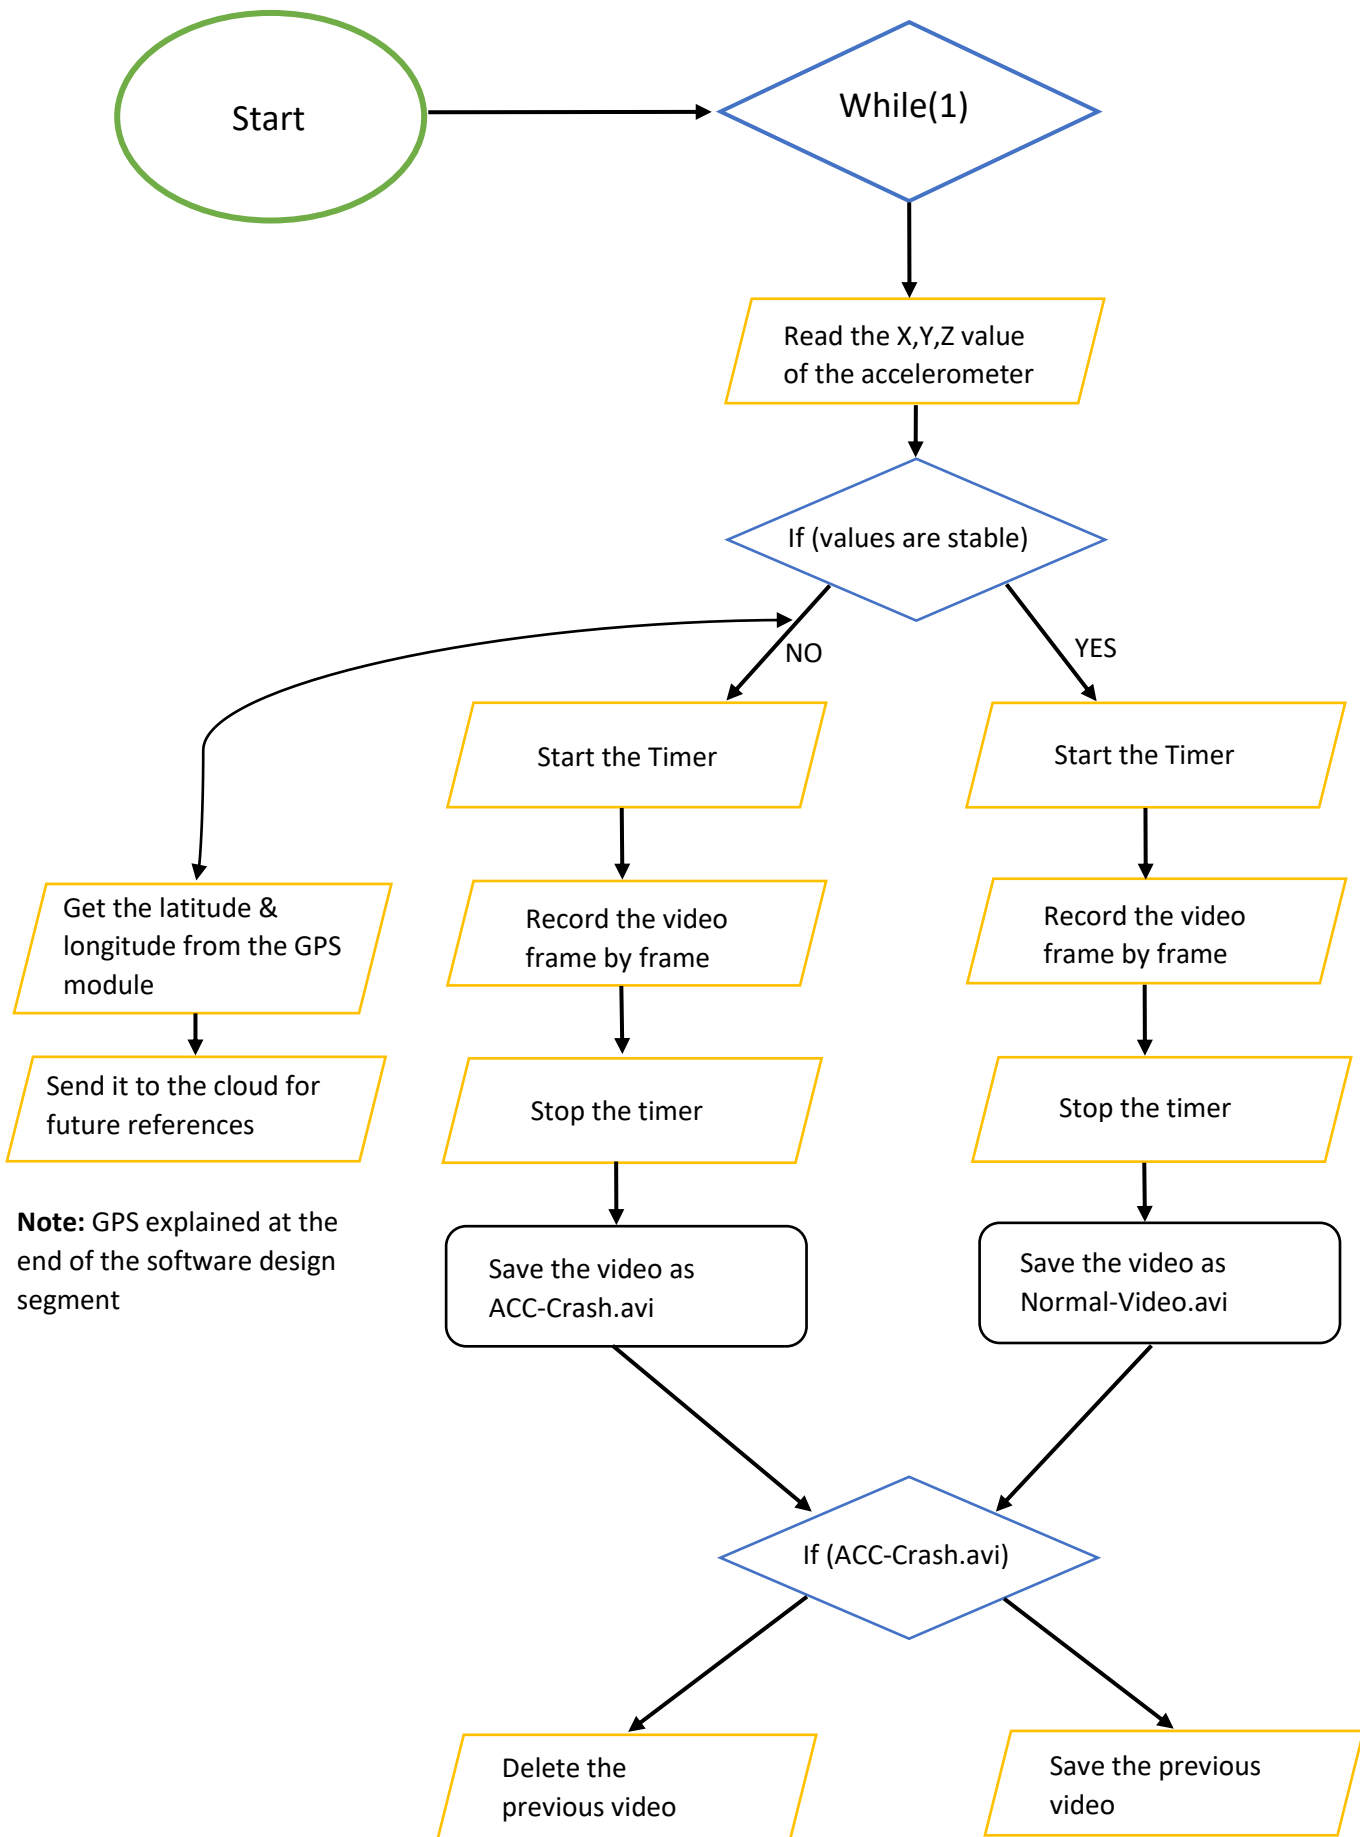 Start
While(1)
Read the X,Y,Z value
of the accelerometer
If (values are stable)
NO
YES
Start the Timer
Start the Timer
Get the latitude &
longitude from the GPS
module
Record the video
frame by frame
Record the video
frame by frame
Send it to the cloud for
future references
Stop the timer
Stop the timer
Note: GPS explained at the
end of the software design
segment
Save the video as
ACC-Crash.avi
Save the video as
Normal-Video.avi
If (ACC-Crash.avi)
Delete the
previous video
Save the previous
video